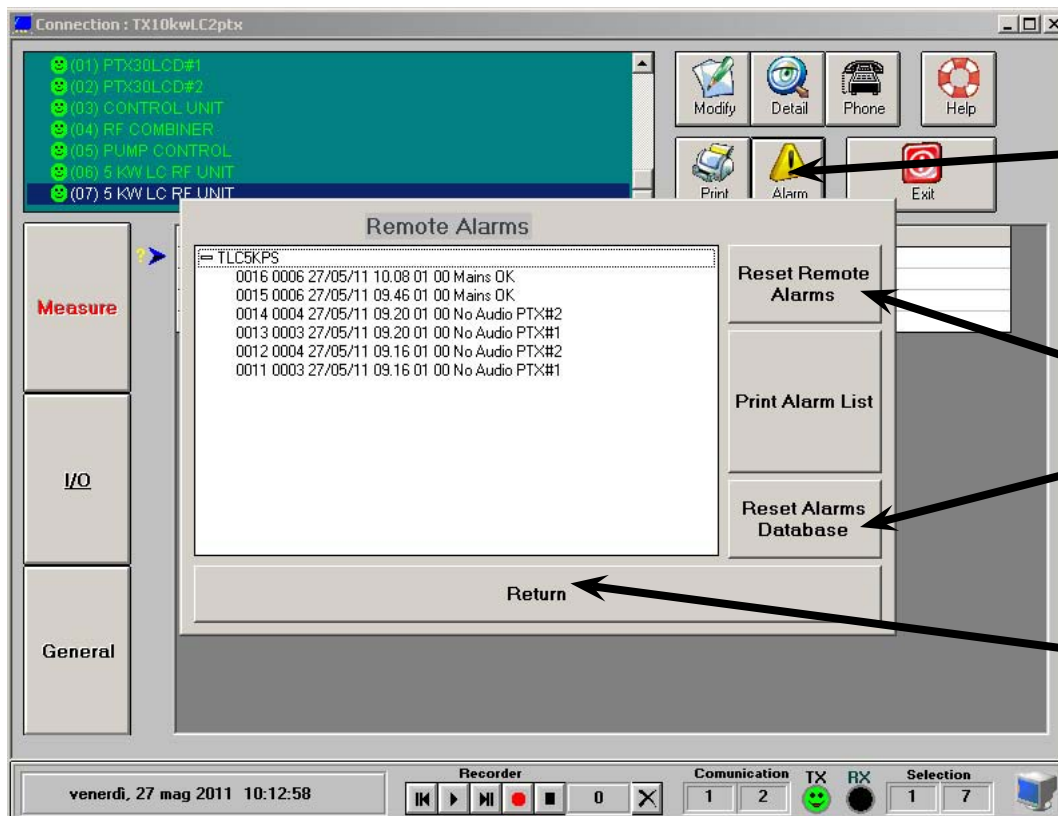 Connection : TX10kwLC2ptx
(01) PTX30LCD#1
(02) PTX30LCD#2
(03) CONTROL UNIT
(04) RF COMBINER
(05) PUMP CONTROL
(06) 5 KW LC RF UNIT
(07) 5 KW LC RF UNIT
Modify
Detail
Phone
Help
Print
Alarm
Exit
Measure
I/O
General
?
Remote Alarms
TLC5KPS
0016 0006 27/05/11 10.08 01 00 Mains OK
0015 0006 27/05/11 09.46 01 00 Mains OK
0014 0004 27/05/11 09.20 01 00 No Audio PTX#2
0013 0003 27/05/11 09.20 01 00 No Audio PTX#1
0012 0004 27/05/11 09.16 01 00 No Audio PTX#2
0011 0003 27/05/11 09.16 01 00 No Audio PTX#1
Reset Remote
Alarms
Print Alarm List
Reset Alarms
Database
Return
venerdì, 27 mag 2011 10:12:58
Recorder
0
Comunication
1 2
TX
RX
Selection
1 7